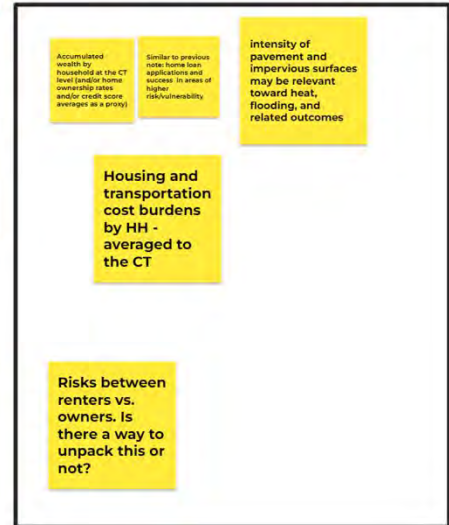 Accumulated
wealth by
household at the CT
level (and/or home
ownership rates
and/or credit score
averages as a proxy)
Similar to previous
note: home loan
applications and
success in areas of
higher
risk/vulnerability
intensity of
pavement and
impervious surfaces
may be relevant
toward heat,
flooding, and
related outcomes
Housing and
transportation
cost burdens
by HH -
averaged to
the CT
Risks between
renters vs.
owners. Is
there a way to
unpack this or
not?